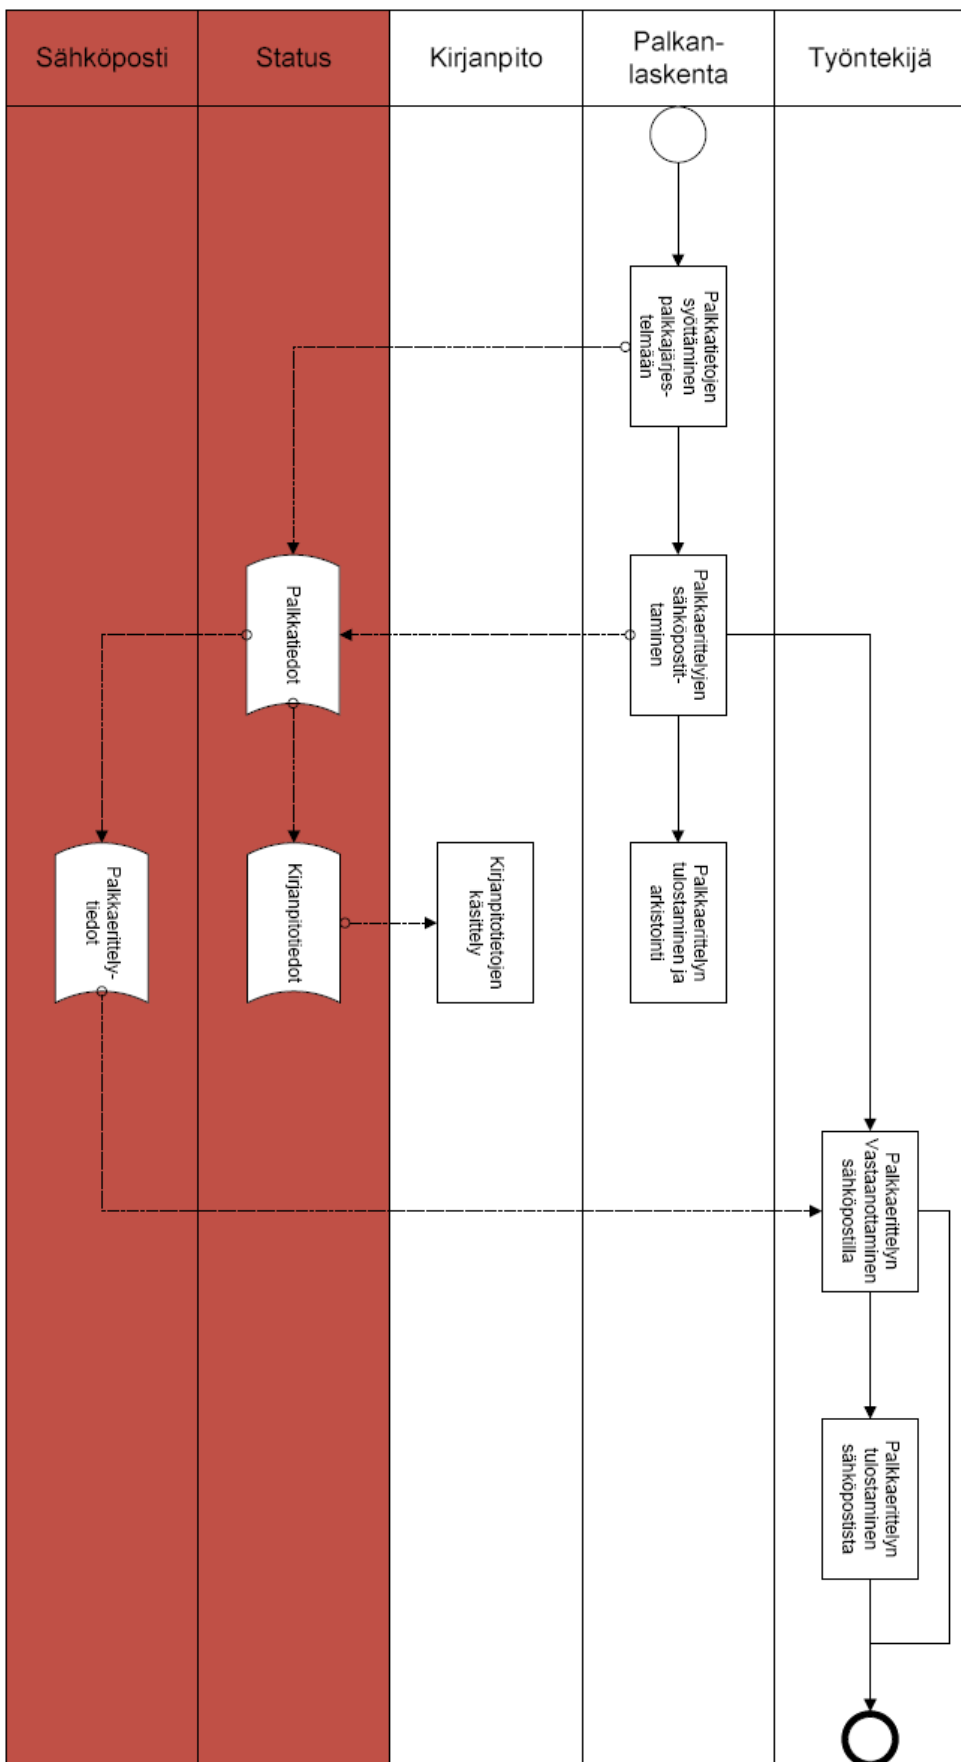 Sähköposti
Status
Kirjanpito
Palkan-
laskenta
Työntekijä
Palkkatietojen
syöttäminen
palkkajärjes-
telmään
Palkkatiedot
Palkkaerittelyjen
sähköpostit-
taminen
Palkkaerittely-
tiedot
Kirjanpitotiedot
Kirjanpitotietojen
käsittely
Palkkaerittelyn
tulostaminen ja
arkistointi
Palkkaerittelyn
Vastaanottaminen
sähköpostilla
Palkkaerittelyn
tulostaminen
sähköpostista